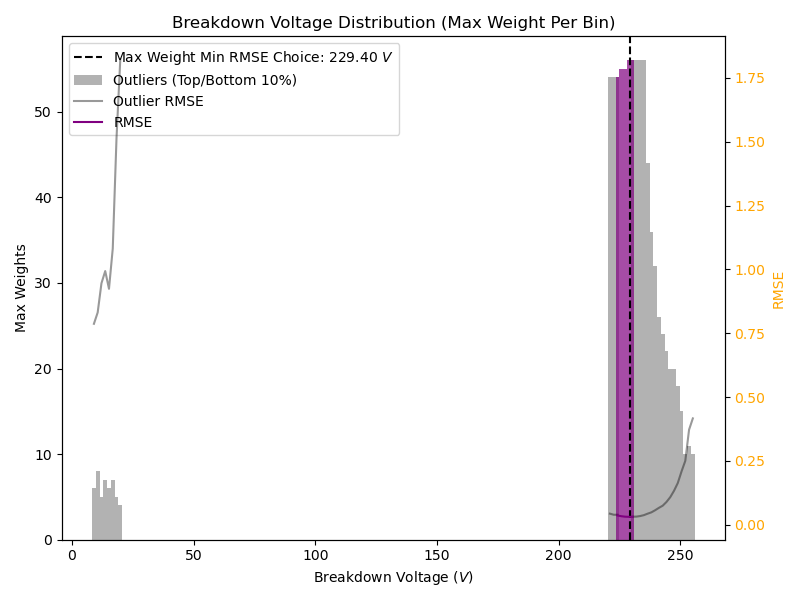 Breakdown Voltage Distribution (Max Weight Per Bin)
Max Weight Min RMSE Choice: 229.40 V
Outliers (Top/Bottom 10%)
Outlier RMSE
RMSE
Max Weights
50
40
30
20
10
0
1.75
1.50
1.25
1.00
0.75
0.50
0.25
0.00
RMSE
0 50 100 150 200 250
Breakdown Voltage (V)